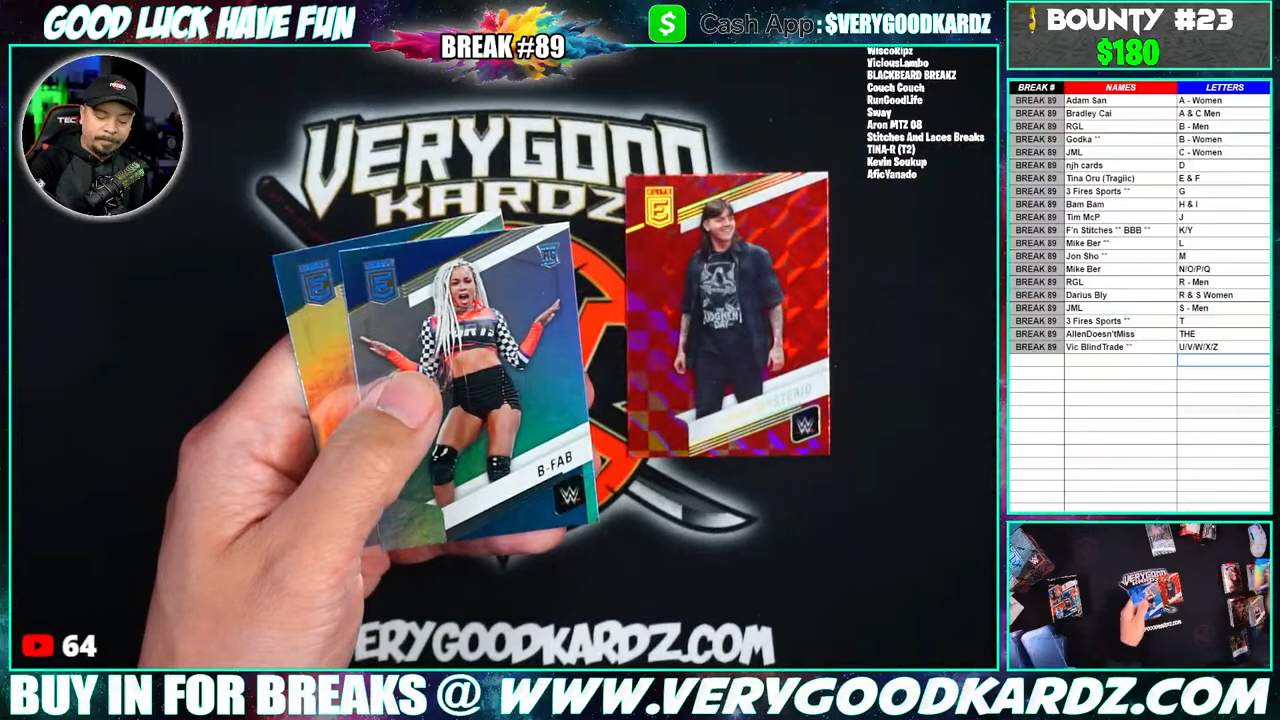 GOOD LUCK HAVE FUN
BREAK #89
Cash App : $VERYGOODKARDZ
BOUNTY #23
$180
WiscoRipz
ViciousLambo
BLACKBEARD BREAKZ
Couch Couch
RunGoodLife
Sway
Aron MTZ 08
Stitches And Laces Breaks
TINA-R (T2)
Kevin Soukup
AficYanado
BREAK # NAMES LETTERS
BREAK 89 Adam San A - Women
BREAK 89 Bradley Cai A & C Men
BREAK 89 RGL B - Men
BREAK 89 Godka ** B - Women
BREAK 89 JML C - Women
BREAK 89 njh cards D
BREAK 89 Tina Oru (Tragiic) E & F
BREAK 89 3 Fires Sports ** G
BREAK 89 Bam Bam H & I
BREAK 89 Tim McP J
BREAK 89 F'n Stitches ** BBB ** K/Y
BREAK 89 Mike Ber ** L
BREAK 89 Jon Sho ** M
BREAK 89 Mike Ber N/O/P/Q
BREAK 89 RGL R - Men
BREAK 89 Darius Bly R & S Women
BREAK 89 JML S - Men
BREAK 89 3 Fires Sports ** T
BREAK 89 AllenDoesn'tMiss THE
BREAK 89 Vic BlindTrade ** U/V/W/X/Z
VERYGOOD
KARDZ
RC
B-FAB
W
JUDGMENT
DAY
STERIO
W
VERYGOODKARDZ.COM
64
BUY IN FOR BREAKS @ WWW.VERYGOODKARDZ.COM